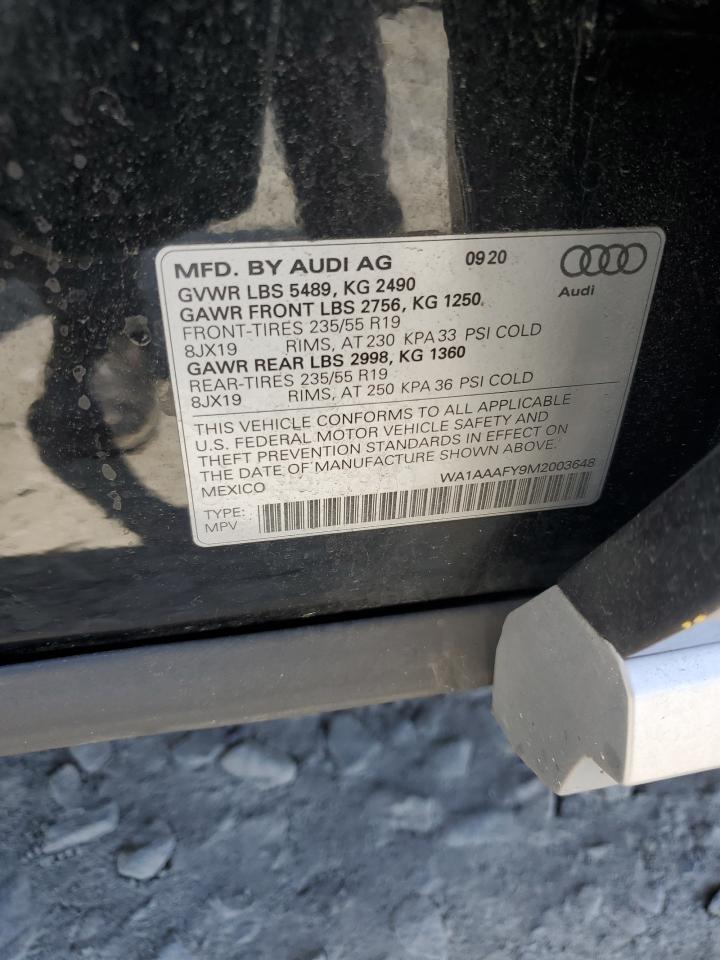 MFD. BY AUDI AG 0920
Audi
GVWR LBS 5489, KG 2490
GAWR FRONT LBS 2756, KG 1250,
FRONT-TIRES 235/55 R19
8JX19 RIMS, AT 230 KPA 33 PSI COLD
GAWR REAR LBS 2998, KG 1360
REAR-TIRES 235/55 R19
8JX19 RIMS, AT 250 KPA 36 PSI COLD
THIS VEHICLE CONFORMS TO ALL APPLICABLE
U.S. FEDERAL MOTOR VEHICLE SAFETY AND
THEFT PREVENTION STANDARDS IN EFFECT ON
THE DATE OF MANUFACTURE SHOWN ABOVE.
MEXICO WA1AAAFY9M2003648
TYPE:
MPV